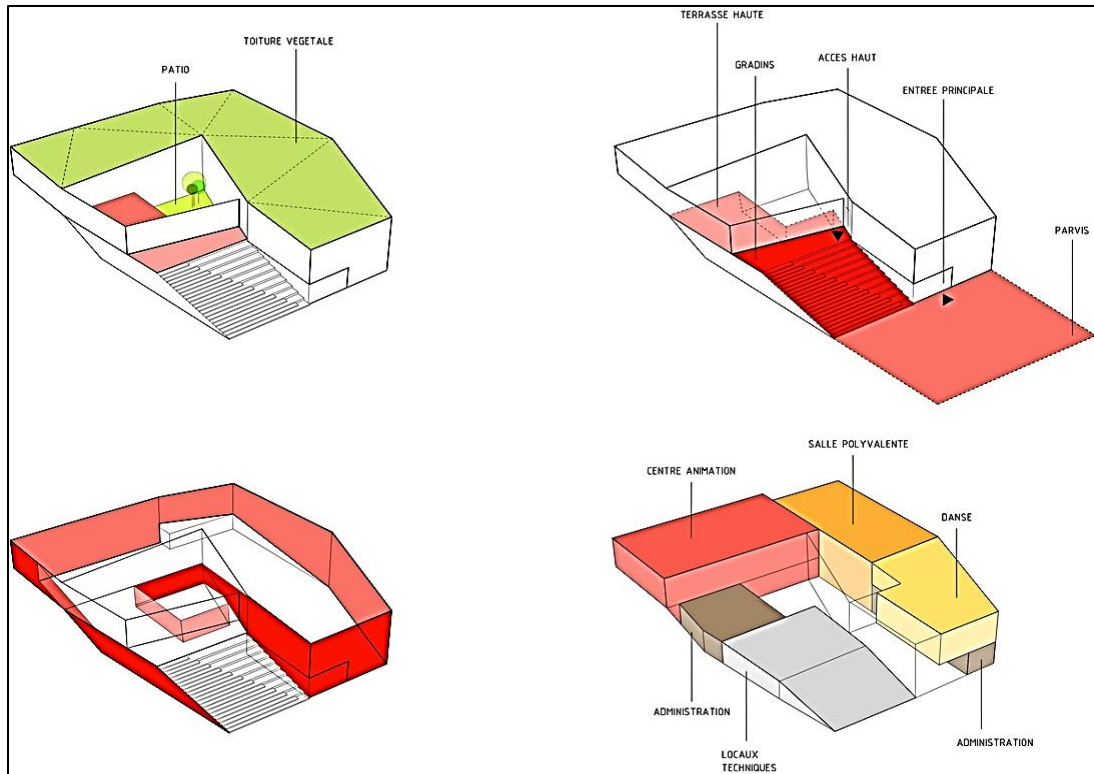 TOITURE VEGETALE
PATIO
TERRASSE HAUTE
GRADINS
ACCES HAUT
ENTREE PRINCIPALE
PARVIS
SALLE POLYVALENTE
CENTRE ANIMATION
DANSE
ADMINISTRATION
LOCAUX
TECHNIQUES
ADMINISTRATION